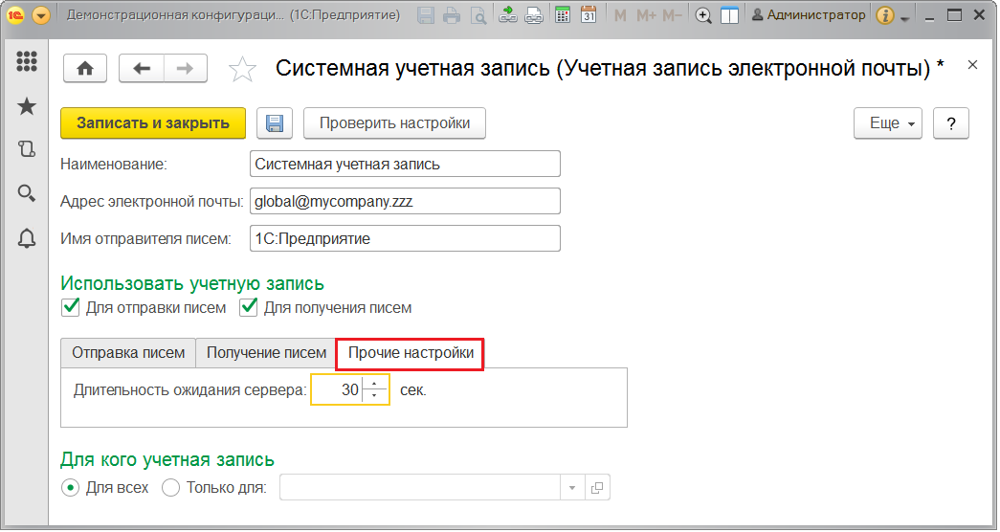 1С Демонстрационная конфигураци... (1С:Предприятие) 31 M M+ M− Администратор i
Системная учетная запись (Учетная запись электронной почты) * ×
Записать и закрыть Проверить настройки Еще ?
Наименование: Системная учетная запись
Адрес электронной почты: global@mycompany.zzz
Имя отправителя писем: 1С:Предприятие
Использовать учетную запись
Для отправки писем Для получения писем
Отправка писем Получение писем Прочие настройки
Длительность ожидания сервера: 30 сек.
Для кого учетная запись
Для всех Только для: